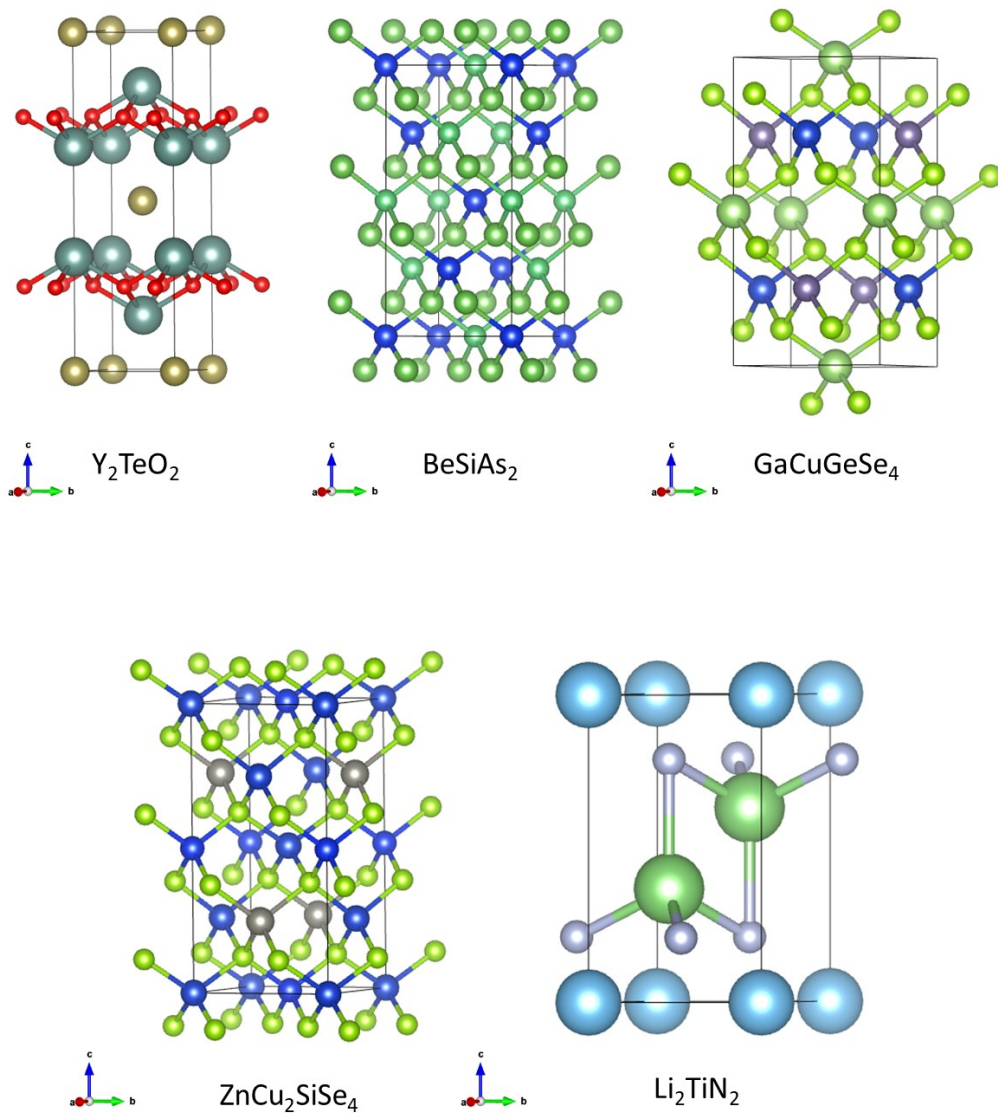 c
a b
Y₂TeO₂
c
a b
BeSiAs₂
c
a b
GaCuGeSe₄
c
a b
ZnCu₂SiSe₄
c
a b
Li₂TiN₂